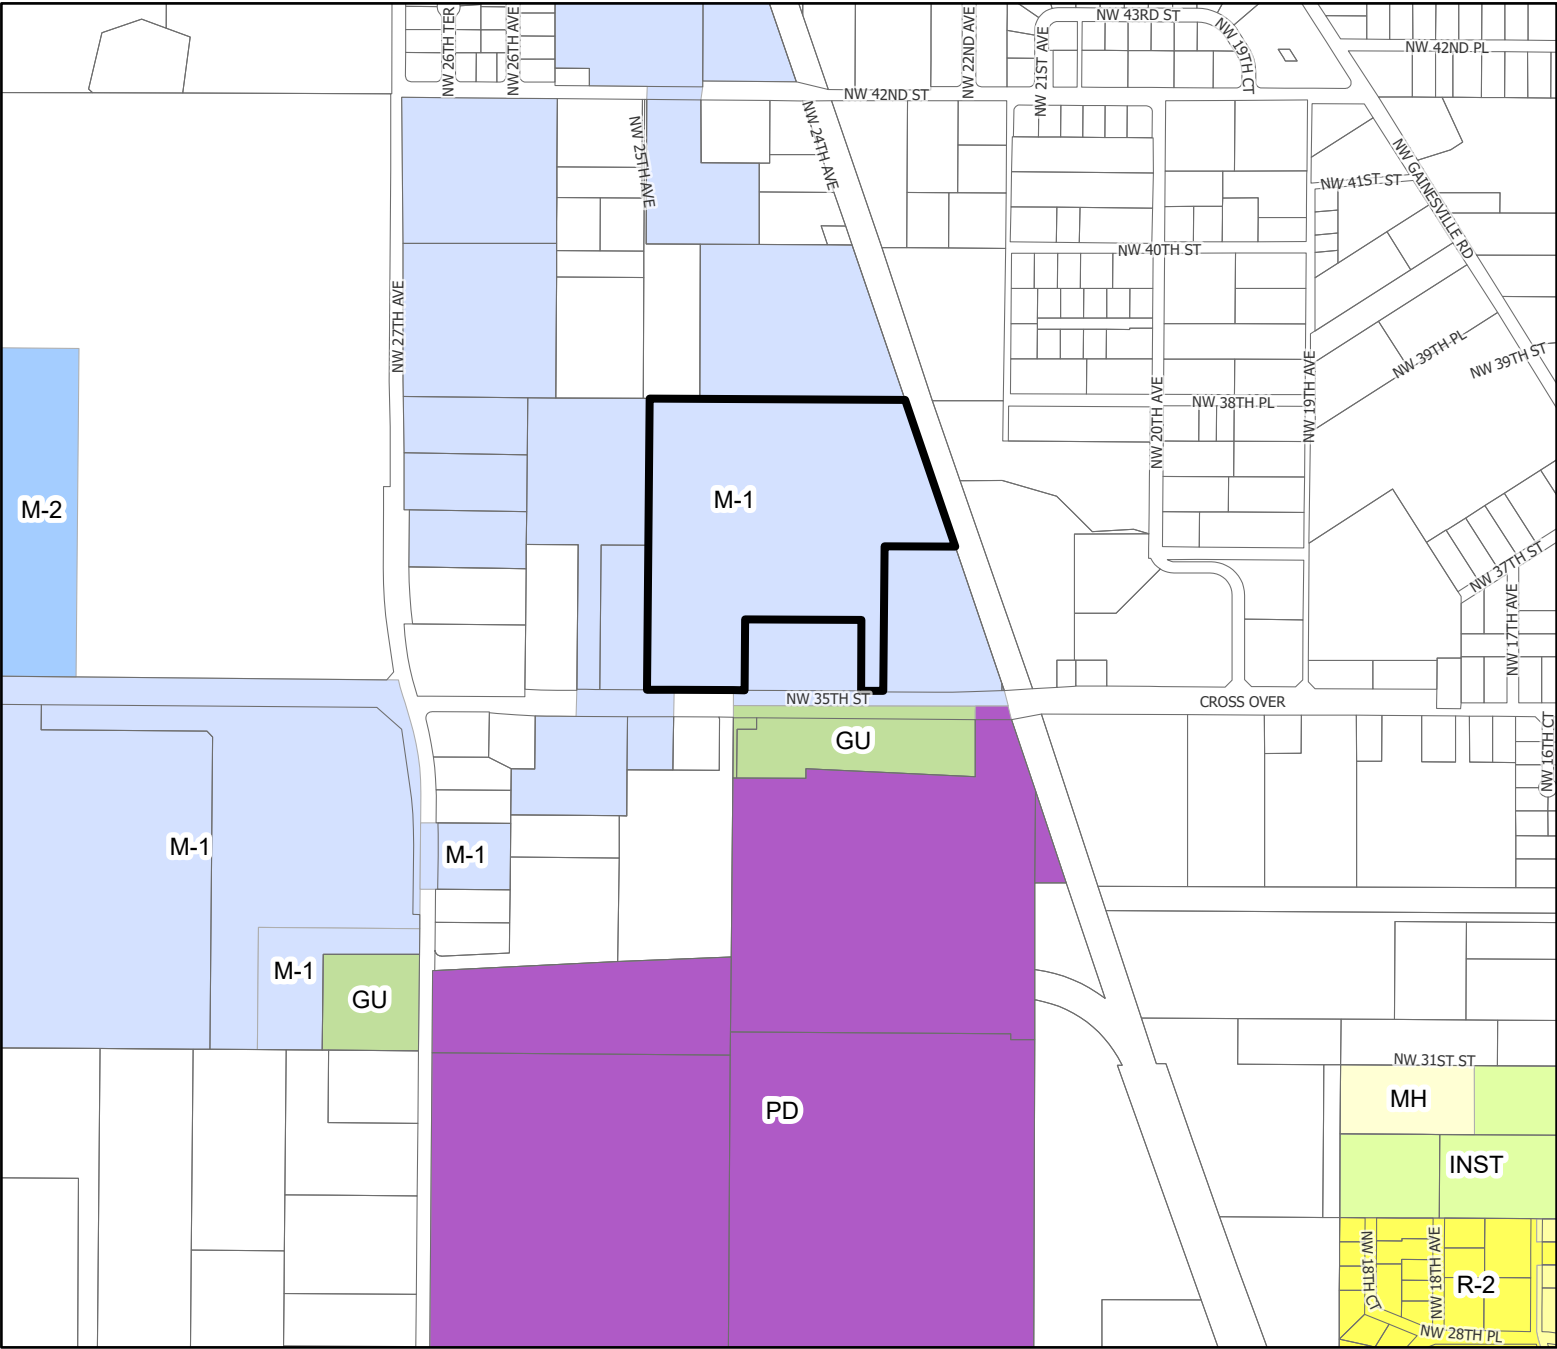 NW 43RD ST
NW 26TH TER
NW 26TH AVE
NW 22ND AVE
NW 21ST AVE
NW 19TH CT
NW 42ND PL
NW 42ND ST
NW 25TH AVE
NW 24TH AVE
NW GAINESVILLE RD
NW 41ST ST
NW 40TH ST
NW 27TH AVE
NW 39TH PL
NW 39TH ST
NW 38TH PL
NW 20TH AVE
NW 19TH AVE
M-2
M-1
NW 37TH ST
NW 17TH AVE
NW 35TH ST
CROSS OVER
GU
NW 16TH CT
M-1
M-1
M-1
GU
NW 31ST ST
MH
PD
INST
NW 18TH CT
NW 18TH AVE
R-2
NW 28TH PL